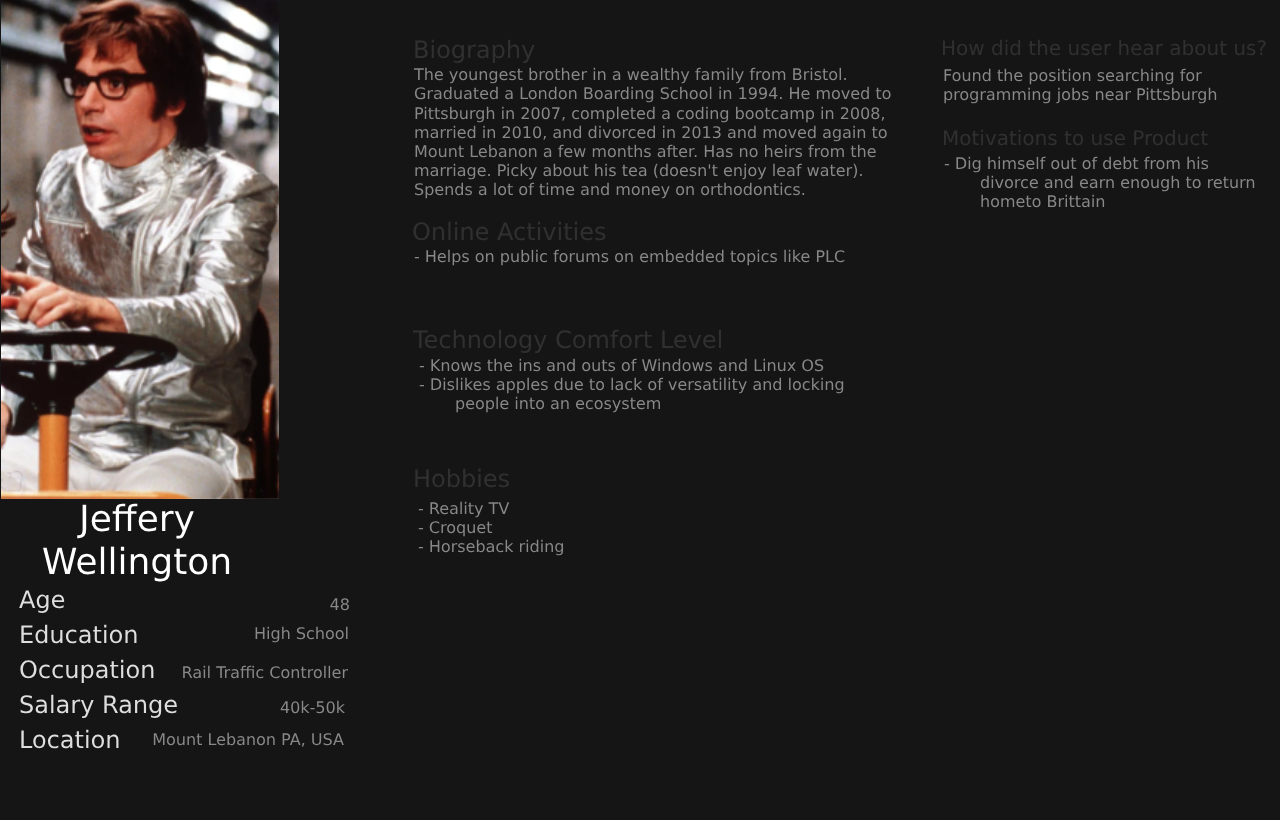 Jeffery
Wellington
Age 48
Education High School
Occupation Rail Traffic Controller
Salary Range 40k-50k
Location Mount Lebanon PA, USA
Biography
The youngest brother in a wealthy family from Bristol.
Graduated a London Boarding School in 1994. He moved to
Pittsburgh in 2007, completed a coding bootcamp in 2008,
married in 2010, and divorced in 2013 and moved again to
Mount Lebanon a few months after. Has no heirs from the
marriage. Picky about his tea (doesn't enjoy leaf water).
Spends a lot of time and money on orthodontics.
Online Activities
- Helps on public forums on embedded topics like PLC
Technology Comfort Level
- Knows the ins and outs of Windows and Linux OS
- Dislikes apples due to lack of versatility and locking
people into an ecosystem
Hobbies
- Reality TV
- Croquet
- Horseback riding
How did the user hear about us?
Found the position searching for
programming jobs near Pittsburgh
Motivations to use Product
- Dig himself out of debt from his
divorce and earn enough to return
hometo Brittain